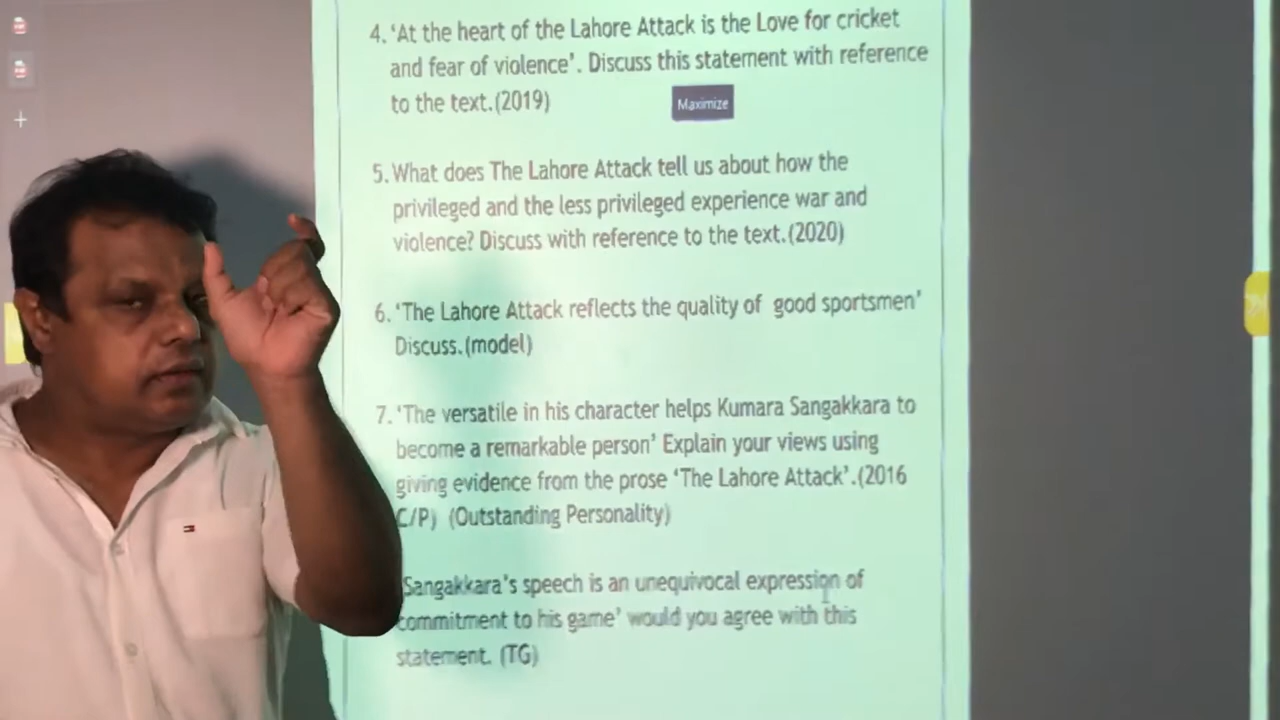 4. ‘At the heart of the Lahore Attack is the Love for cricket
and fear of violence’. Discuss this statement with reference
to the text.(2019)
Maximize
5. What does The Lahore Attack tell us about how the
privileged and the less privileged experience war and
violence? Discuss with reference to the text.(2020)
6. ‘The Lahore Attack reflects the quality of good sportsmen’
Discuss.(model)
7. ‘The versatile in his character helps Kumara Sangakkara to
become a remarkable person’ Explain your views using
giving evidence from the prose ‘The Lahore Attack’.(2016
C/P) (Outstanding Personality)
Sangakkara’s speech is an unequivocal expression of
commitment to his game’ would you agree with this
statement. (TG)